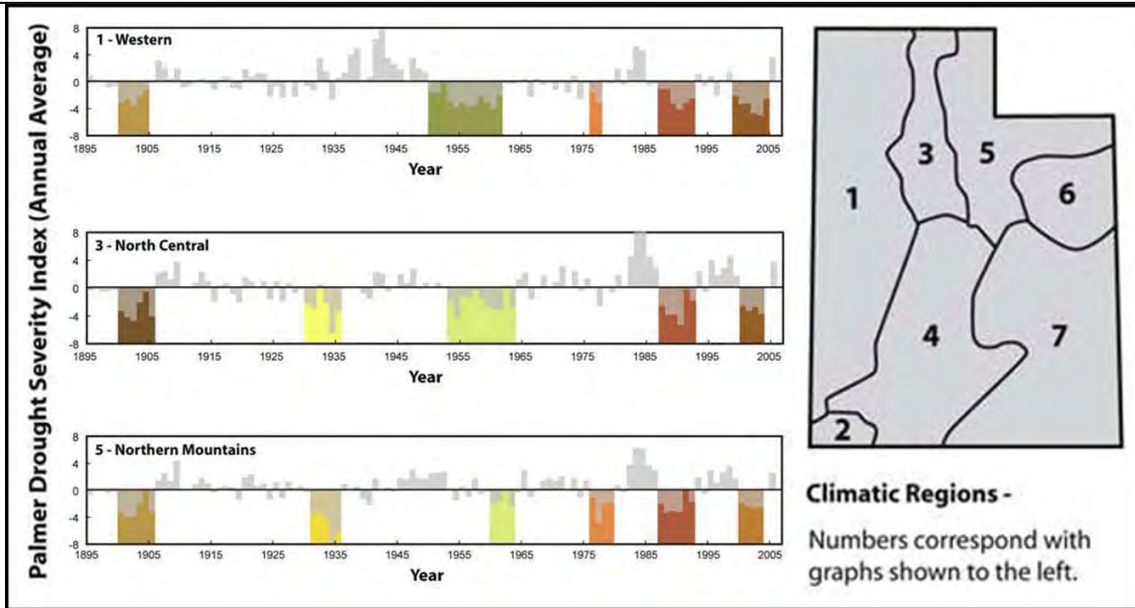 Palmer Drought Severity Index (Annual Average)
1 - Western
8
4
0
-4
-8
1895 1905 1915 1925 1935 1945 1955 1965 1975 1985 1995 2005
Year
3 - North Central
8
4
0
-4
-8
1895 1905 1915 1925 1935 1945 1955 1965 1975 1985 1995 2005
Year
5 - Northern Mountains
8
4
0
-4
-8
1895 1905 1915 1925 1935 1945 1955 1965 1975 1985 1995 2005
Year
1
3
5
6
4
7
2
Climatic Regions -
Numbers correspond with
graphs shown to the left.